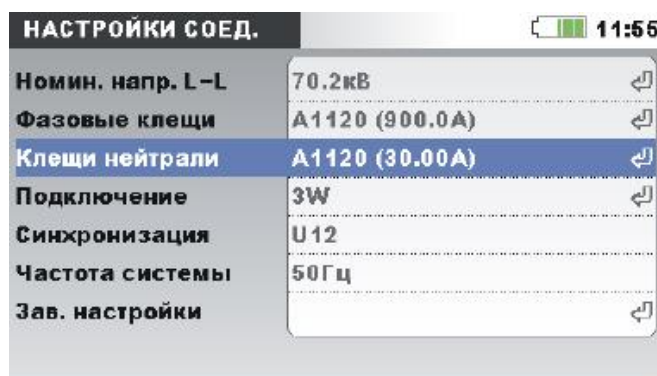 НАСТРОЙКИ СОЕД. 11:55
Номин. напр. L-L 70.2кВ
Фазовые клещи A1120 (900.0A)
Клещи нейтрали A1120 (30.00A)
Подключение 3W
Синхронизация U12
Частота системы 50Гц
Зав. настройки